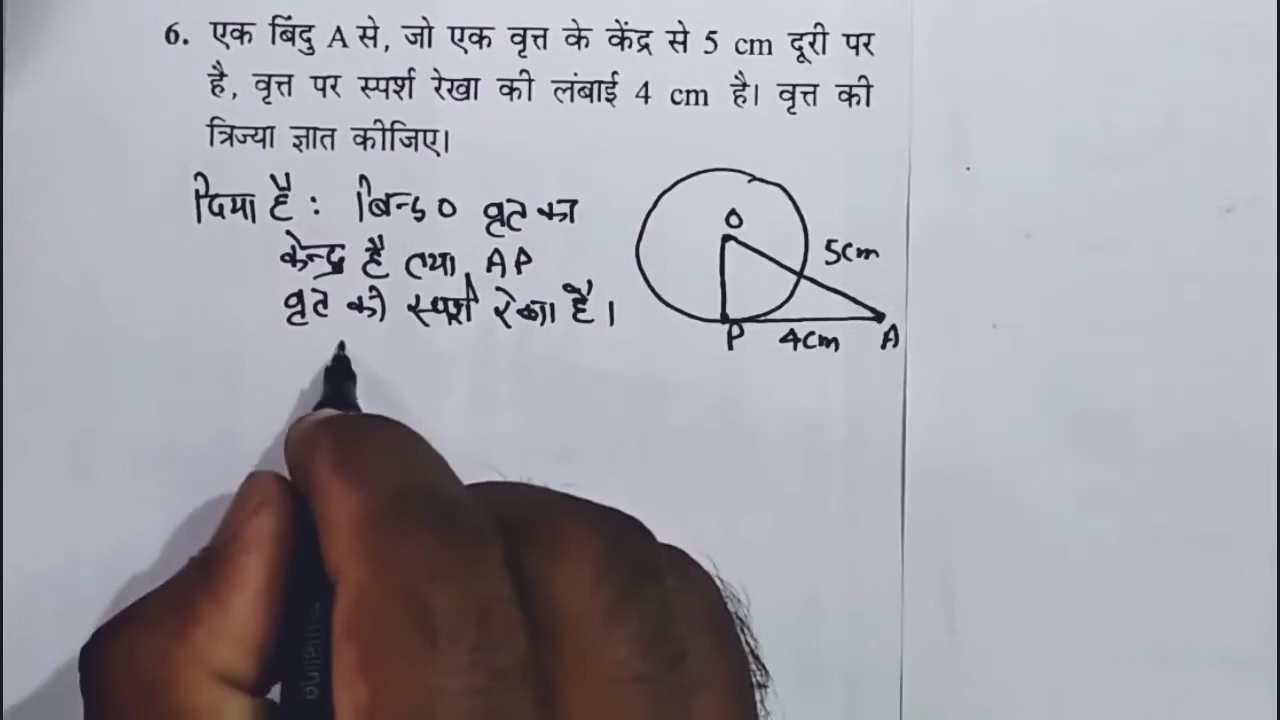 6. एक बिंदु A से, जो एक वृत्त के केंद्र से 5 cm दूरी पर
है, वृत्त पर स्पर्श रेखा की लंबाई 4 cm है। वृत्त की
त्रिज्या ज्ञात कीजिए।
दिया है : बिन्दु O वृत का
केन्द्र है तथा AP
वृत की स्पर्श रेखा है।
O
5cm
P 4cm A